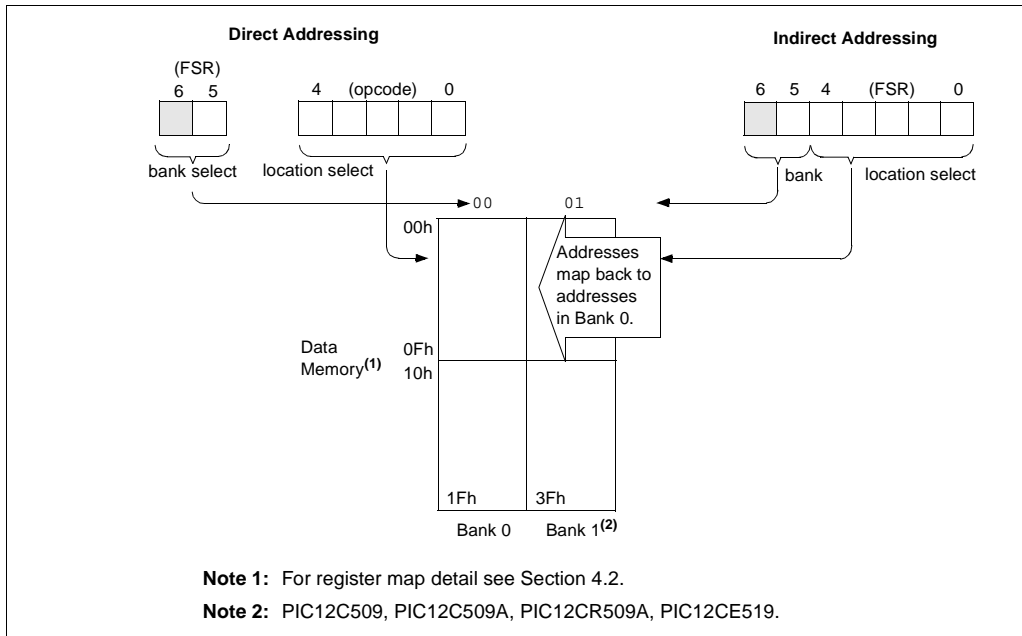 Direct Addressing
Indirect Addressing
(FSR)
6 5
4 (opcode) 0
6 5 4 (FSR) 0
bank select
location select
bank
location select
00
01
00h
Addresses
map back to
addresses
in Bank 0.
Data
Memory(1)
0Fh
10h
1Fh
3Fh
Bank 0
Bank 1(2)
Note 1: For register map detail see Section 4.2.
Note 2: PIC12C509, PIC12C509A, PIC12CR509A, PIC12CE519.